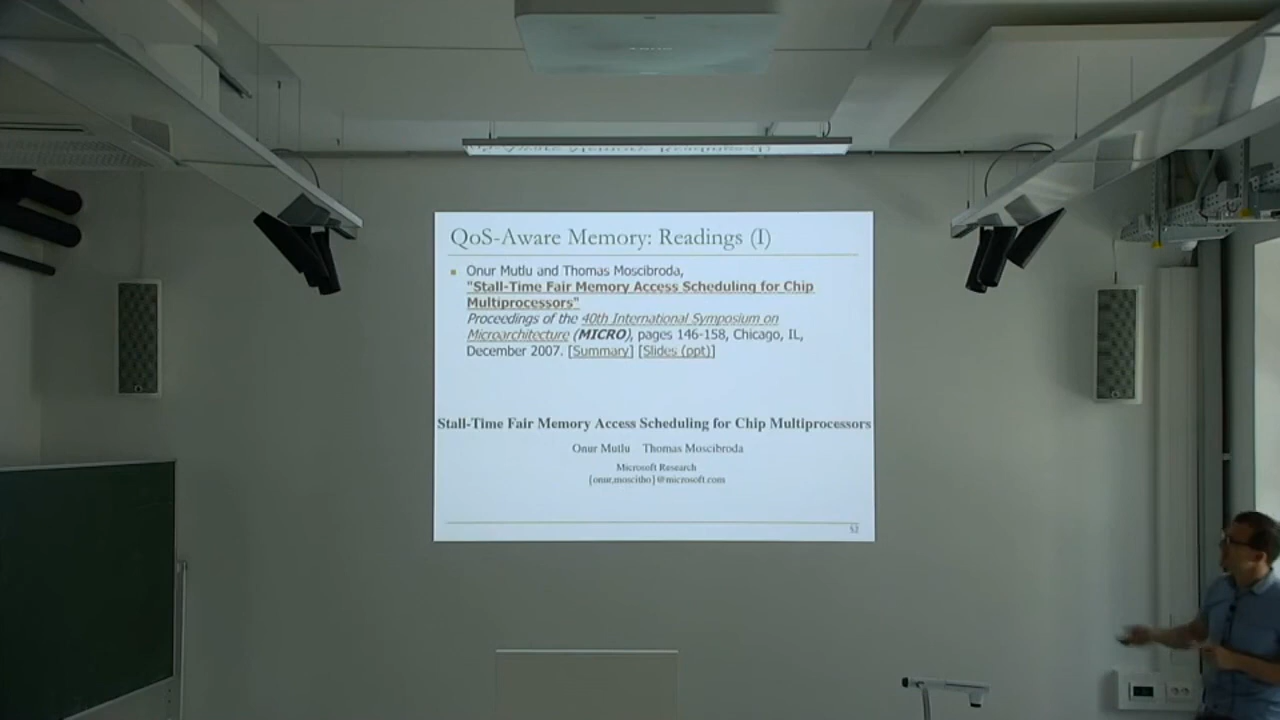 QoS-Aware Memory: Readings (I)
Onur Mutlu and Thomas Moscibroda,
"Stall-Time Fair Memory Access Scheduling for Chip
Multiprocessors"
Proceedings of the 40th International Symposium on
Microarchitecture (MICRO), pages 146-158, Chicago, IL,
December 2007. [Summary] [Slides (ppt)]
Stall-Time Fair Memory Access Scheduling for Chip Multiprocessors
Onur Mutlu Thomas Moscibroda
Microsoft Research
[onur,moscitho]@microsoft.com
52